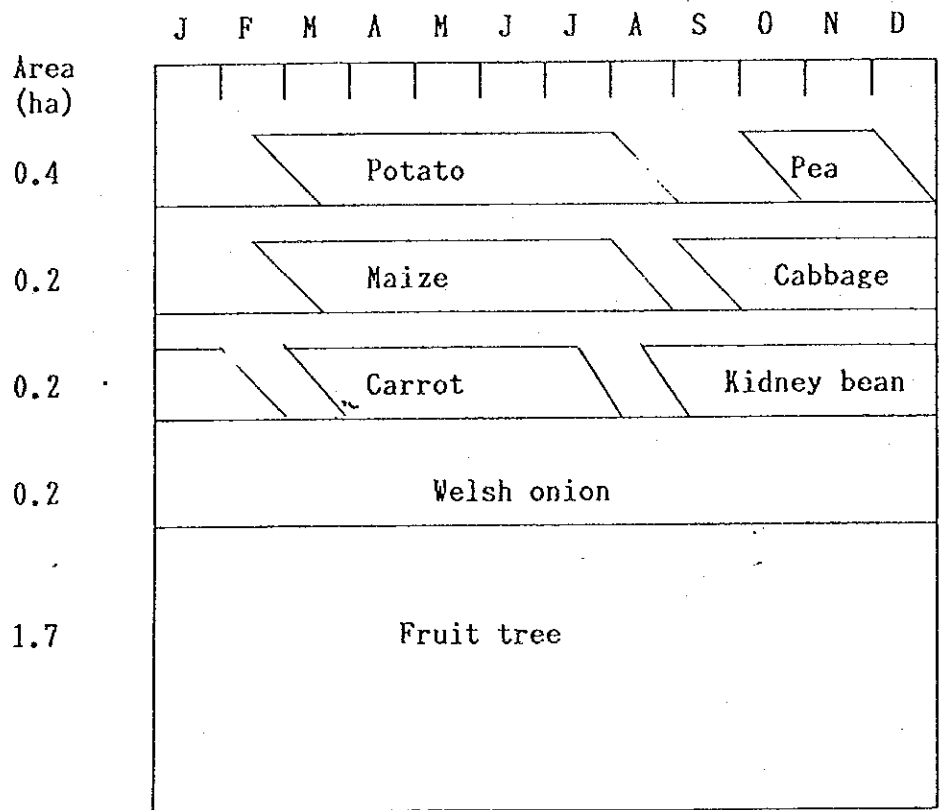 J F M A M J J A S O N D
Area
(ha)
0.4 Potato Pea
0.2 Maize Cabbage
0.2 Carrot Kidney bean
0.2 Welsh onion
1.7 Fruit tree